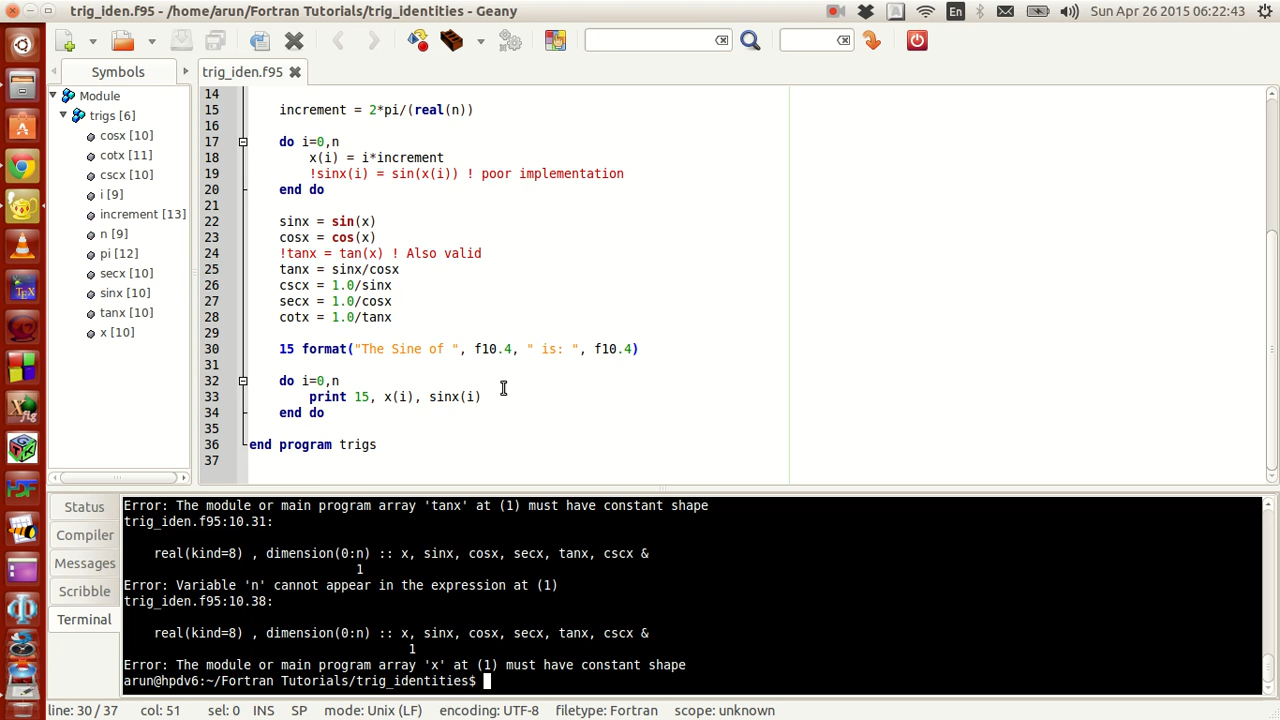 trig_iden.f95 - /home/arun/Fortran Tutorials/trig_identities - Geany
En
Sun Apr 26 2015 06:22:43
Symbols
trig_iden.f95
Module
trigs [6]
cosx [10]
cotx [11]
cscx [10]
i [9]
increment [13]
n [9]
pi [12]
secx [10]
sinx [10]
tanx [10]
x [10]
14
15 increment = 2*pi/(real(n))
16
17 do i=0,n
18 x(i) = i*increment
19 !sinx(i) = sin(x(i)) ! poor implementation
20 end do
21
22 sinx = sin(x)
23 cosx = cos(x)
24 !tanx = tan(x) ! Also valid
25 tanx = sinx/cosx
26 cscx = 1.0/sinx
27 secx = 1.0/cosx
28 cotx = 1.0/tanx
29
30 15 format("The Sine of ", f10.4, " is: ", f10.4)
31
32 do i=0,n
33 print 15, x(i), sinx(i)
34 end do
35
36 end program trigs
37
Status
Compiler
Messages
Scribble
Terminal
Error: The module or main program array 'tanx' at (1) must have constant shape
trig_iden.f95:10.31:
real(kind=8) , dimension(0:n) :: x, sinx, cosx, secx, tanx, cscx &
1
Error: Variable 'n' cannot appear in the expression at (1)
trig_iden.f95:10.38:
real(kind=8) , dimension(0:n) :: x, sinx, cosx, secx, tanx, cscx &
1
Error: The module or main program array 'x' at (1) must have constant shape
arun@hpdv6:~/Fortran Tutorials/trig_identities$
line: 30 / 37 col: 51 sel: 0 INS SP mode: Unix (LF) encoding: UTF-8 filetype: Fortran scope: unknown